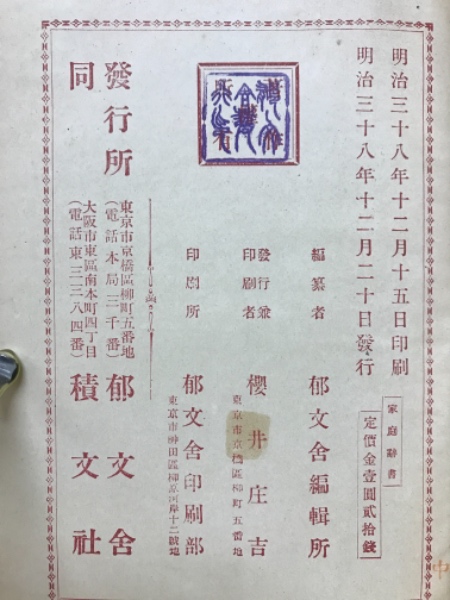 明治三十八年十二月十五日印刷
明治三十八年十二月二十日發行
家庭辭書
定價金壹圓貳拾錢
編纂者 郁文舍編輯所
發行兼
印刷者 櫻井庄吉
東京市京橋區柳町五番地
印刷所 郁文舍印刷部
東京市神田區柳原河岸十二號地
發行所
東京市京橋區柳町五番地
(電話本局三千番)
郁文舍
同
大阪市東區南本町四丁目
(電話東三二八四番)
積文社